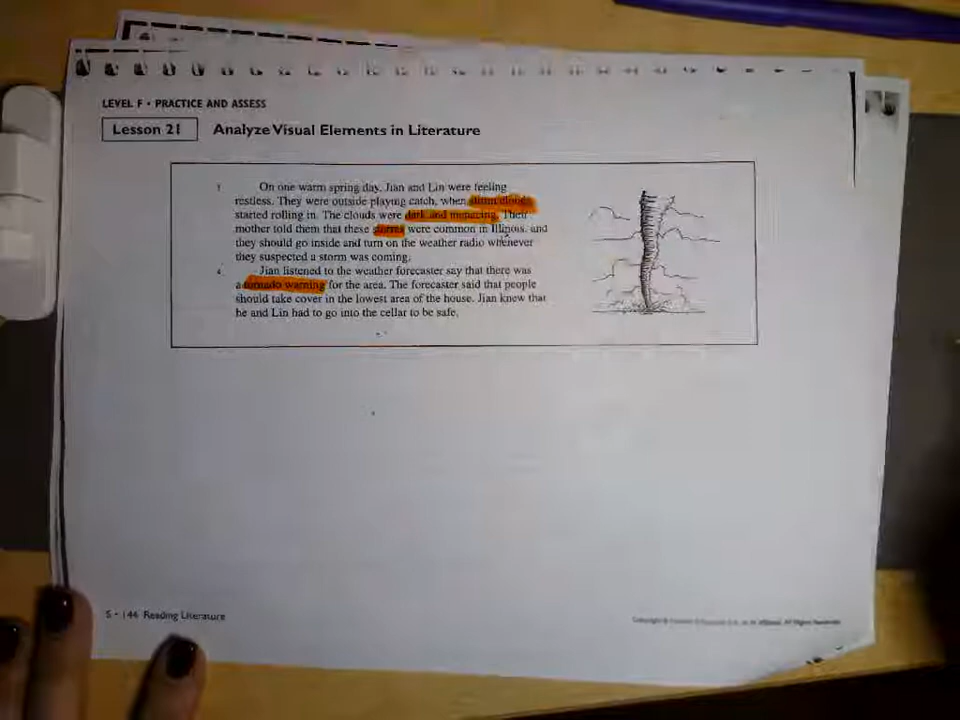 LEVEL F • PRACTICE AND ASSESS
Lesson 21 Analyze Visual Elements in Literature
On one warm spring day, Jian and Lin were feeling
restless. They were outside playing catch, when storm clouds
started rolling in. The clouds were dark and menacing. Their
mother told them that these storms were common in Illinois, and
they should go inside and turn on the weather radio whenever
they suspected a storm was coming.
Jian listened to the weather forecaster say that there was
a tornado warning for the area. The forecaster said that people
should take cover in the lowest area of the house. Jian knew that
he and Lin had to go into the cellar to be safe.
5 • 144 Reading Literature
All Rights Reserved.